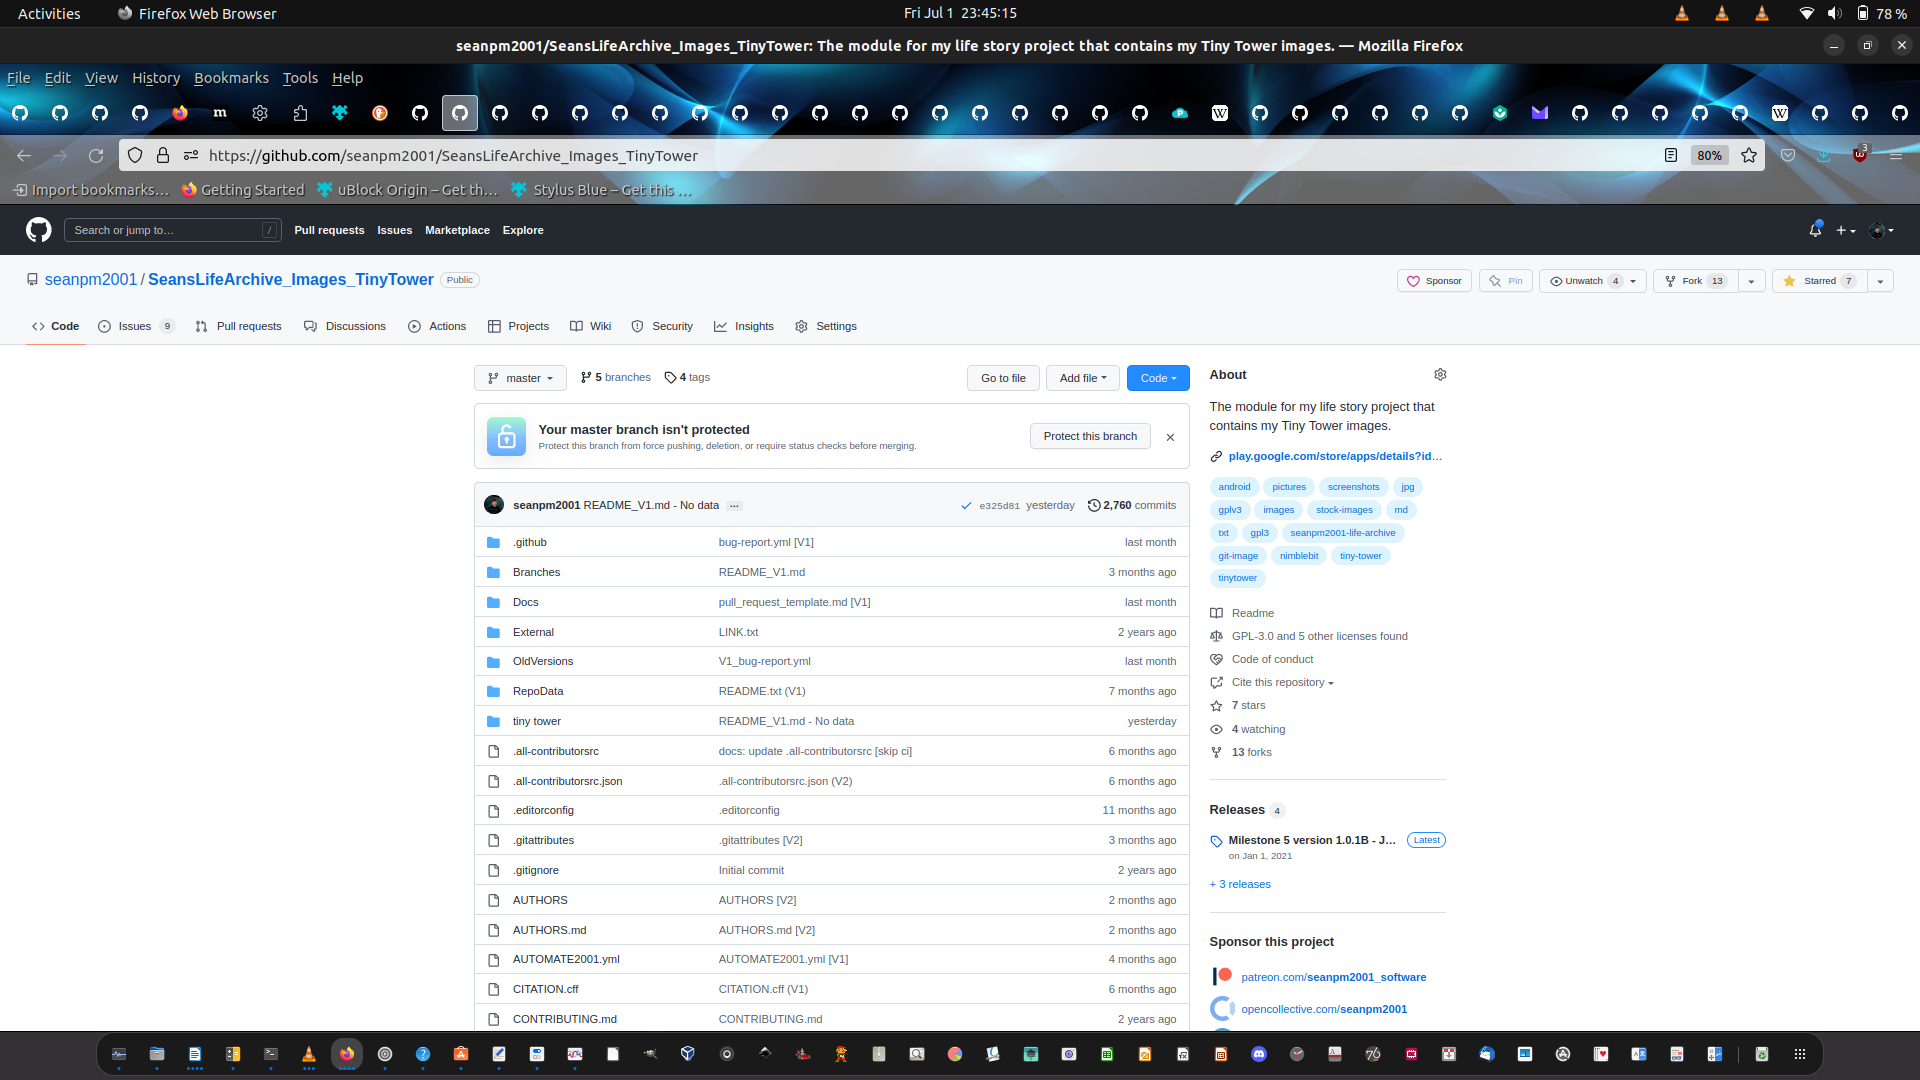 Activities Firefox Web Browser Fri Jul 1 23:45:15 78 %
seanpm2001/SeansLifeArchive_Images_TinyTower: The module for my life story project that contains my Tiny Tower images. — Mozilla Firefox
File Edit View History Bookmarks Tools Help
https://github.com/seanpm2001/SeansLifeArchive_Images_TinyTower 80% 3
Import bookmarks… Getting Started uBlock Origin – Get th… Stylus Blue – Get this …
Search or jump to… / Pull requests Issues Marketplace Explore
seanpm2001 / SeansLifeArchive_Images_TinyTower Public Sponsor Pin Unwatch 4 Fork 13 Starred 7
Code Issues 9 Pull requests Discussions Actions Projects Wiki Security Insights Settings
master 5 branches 4 tags Go to file Add file Code
Your master branch isn't protected
Protect this branch from force pushing, deletion, or require status checks before merging.
Protect this branch
seanpm2001 README_V1.md - No data … e325d81 yesterday 2,760 commits
.github bug-report.yml [V1] last month
Branches README_V1.md 3 months ago
Docs pull_request_template.md [V1] last month
External LINK.txt 2 years ago
OldVersions V1_bug-report.yml last month
RepoData README.txt (V1) 7 months ago
tiny tower README_V1.md - No data yesterday
.all-contributorsrc docs: update .all-contributorsrc [skip ci] 6 months ago
.all-contributorsrc.json .all-contributorsrc.json (V2) 6 months ago
.editorconfig .editorconfig 11 months ago
.gitattributes .gitattributes [V2] 3 months ago
.gitignore Initial commit 2 years ago
AUTHORS AUTHORS [V2] 2 months ago
AUTHORS.md AUTHORS.md [V2] 2 months ago
AUTOMATE2001.yml AUTOMATE2001.yml [V1] 4 months ago
CITATION.cff CITATION.cff (V1) 6 months ago
CONTRIBUTING.md CONTRIBUTING.md 2 years ago
About
The module for my life story project that
contains my Tiny Tower images.
play.google.com/store/apps/details?id…
android pictures screenshots jpg
gplv3 images stock-images md
txt gpl3 seanpm2001-life-archive
git-image nimblebit tiny-tower
tinytower
Readme
GPL-3.0 and 5 other licenses found
Code of conduct
Cite this repository
7 stars
4 watching
13 forks
Releases 4
Milestone 5 version 1.0.1B - J… Latest
on Jan 1, 2021
+ 3 releases
Sponsor this project
patreon.com/seanpm2001_software
opencollective.com/seanpm2001